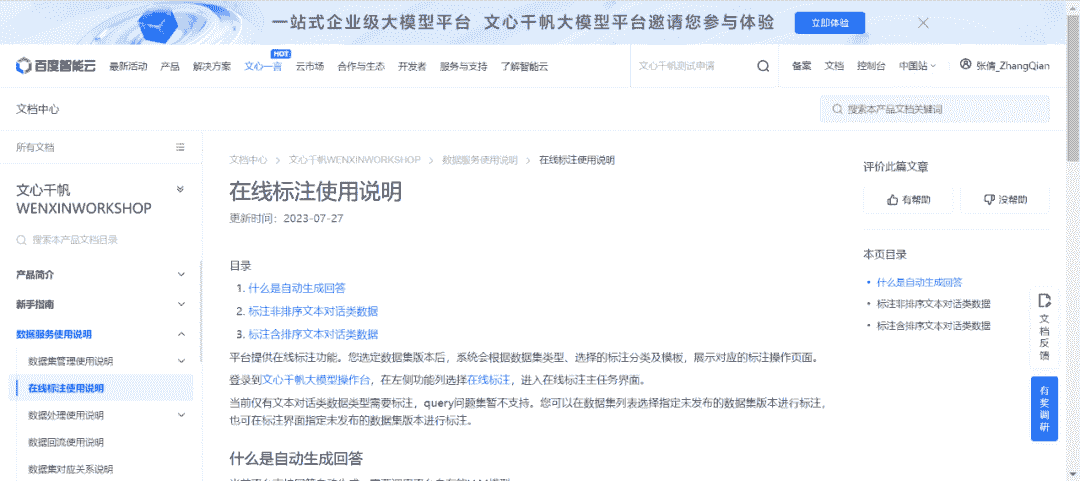 一站式企业级大模型平台 文心千帆大模型平台邀请您参与体验 立即体验
百度智能云 最新活动 产品 解决方案 文心一言 HOT 云市场 合作与生态 开发者 服务与支持 了解智能云 文心千帆测试申请 备案 文档 控制台 中国站 张倩_ZhangQian
文档中心 搜索本产品文档关键词
所有文档
文心千帆
WENXINWORKSHOP
搜索本产品文档目录
产品简介
新手指南
数据服务使用说明
数据集管理使用说明
在线标注使用说明
数据处理使用说明
数据回流使用说明
数据集对应关系说明
文档中心 > 文心千帆WENXINWORKSHOP > 数据服务使用说明 > 在线标注使用说明
在线标注使用说明
更新时间：2023-07-27
目录
1. 什么是自动生成回答
2. 标注非排序文本对话类数据
3. 标注含排序文本对话类数据
平台提供在线标注功能。您选定数据集版本后，系统会根据数据集类型、选择的标注分类及模板，展示对应的标注操作页面。
登录到文心千帆大模型操作台，在左侧功能列选择在线标注，进入在线标注主任务界面。
当前仅有文本对话类数据类型需要标注，query问题集暂不支持。您可以在数据集列表选择指定未发布的数据集版本进行标注，
也可在标注界面指定未发布的数据集版本进行标注。
什么是自动生成回答
评价此篇文章
有帮助 没帮助
本页目录
• 什么是自动生成回答
• 标注非排序文本对话类数据
• 标注含排序文本对话类数据
文档反馈
有奖调研